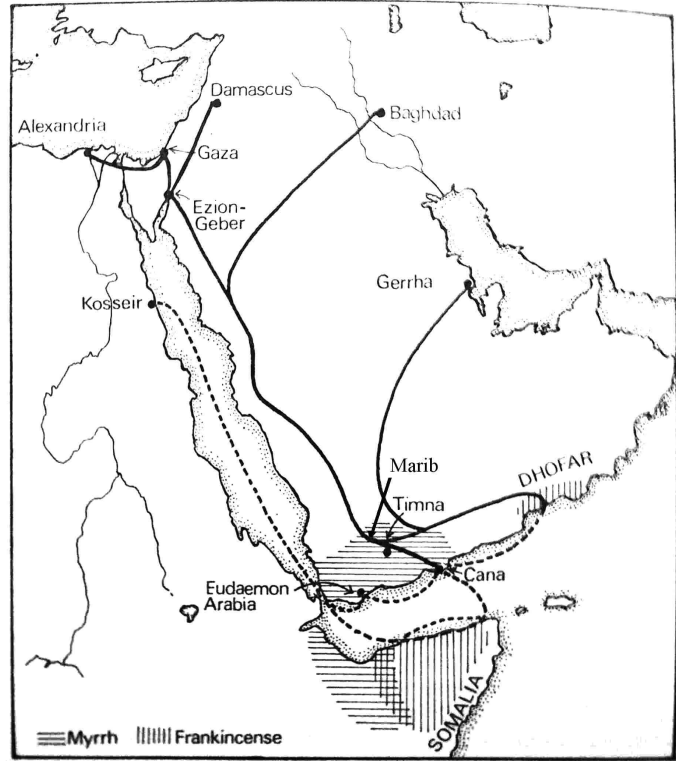 Damascus
Baghdad
Alexandria
Gaza
Ezion-
Geber
Kosseir
Gerrha
Marib
DHOFAR
Timna
Cana
Eudaemon
Arabia
SOMALIA
Myrrh Frankincense